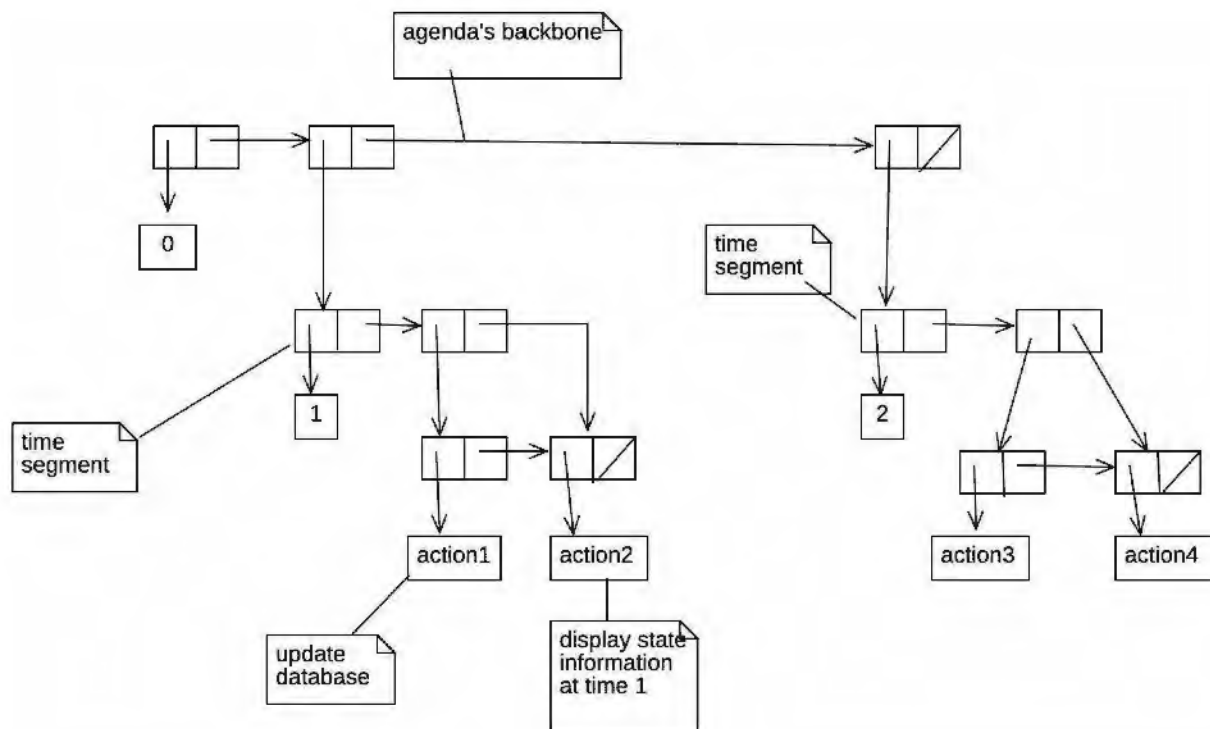 agenda's backbone
0
time
segment
1
2
time
segment
action1
action2
action3
action4
update
database
display state
information
at time 1